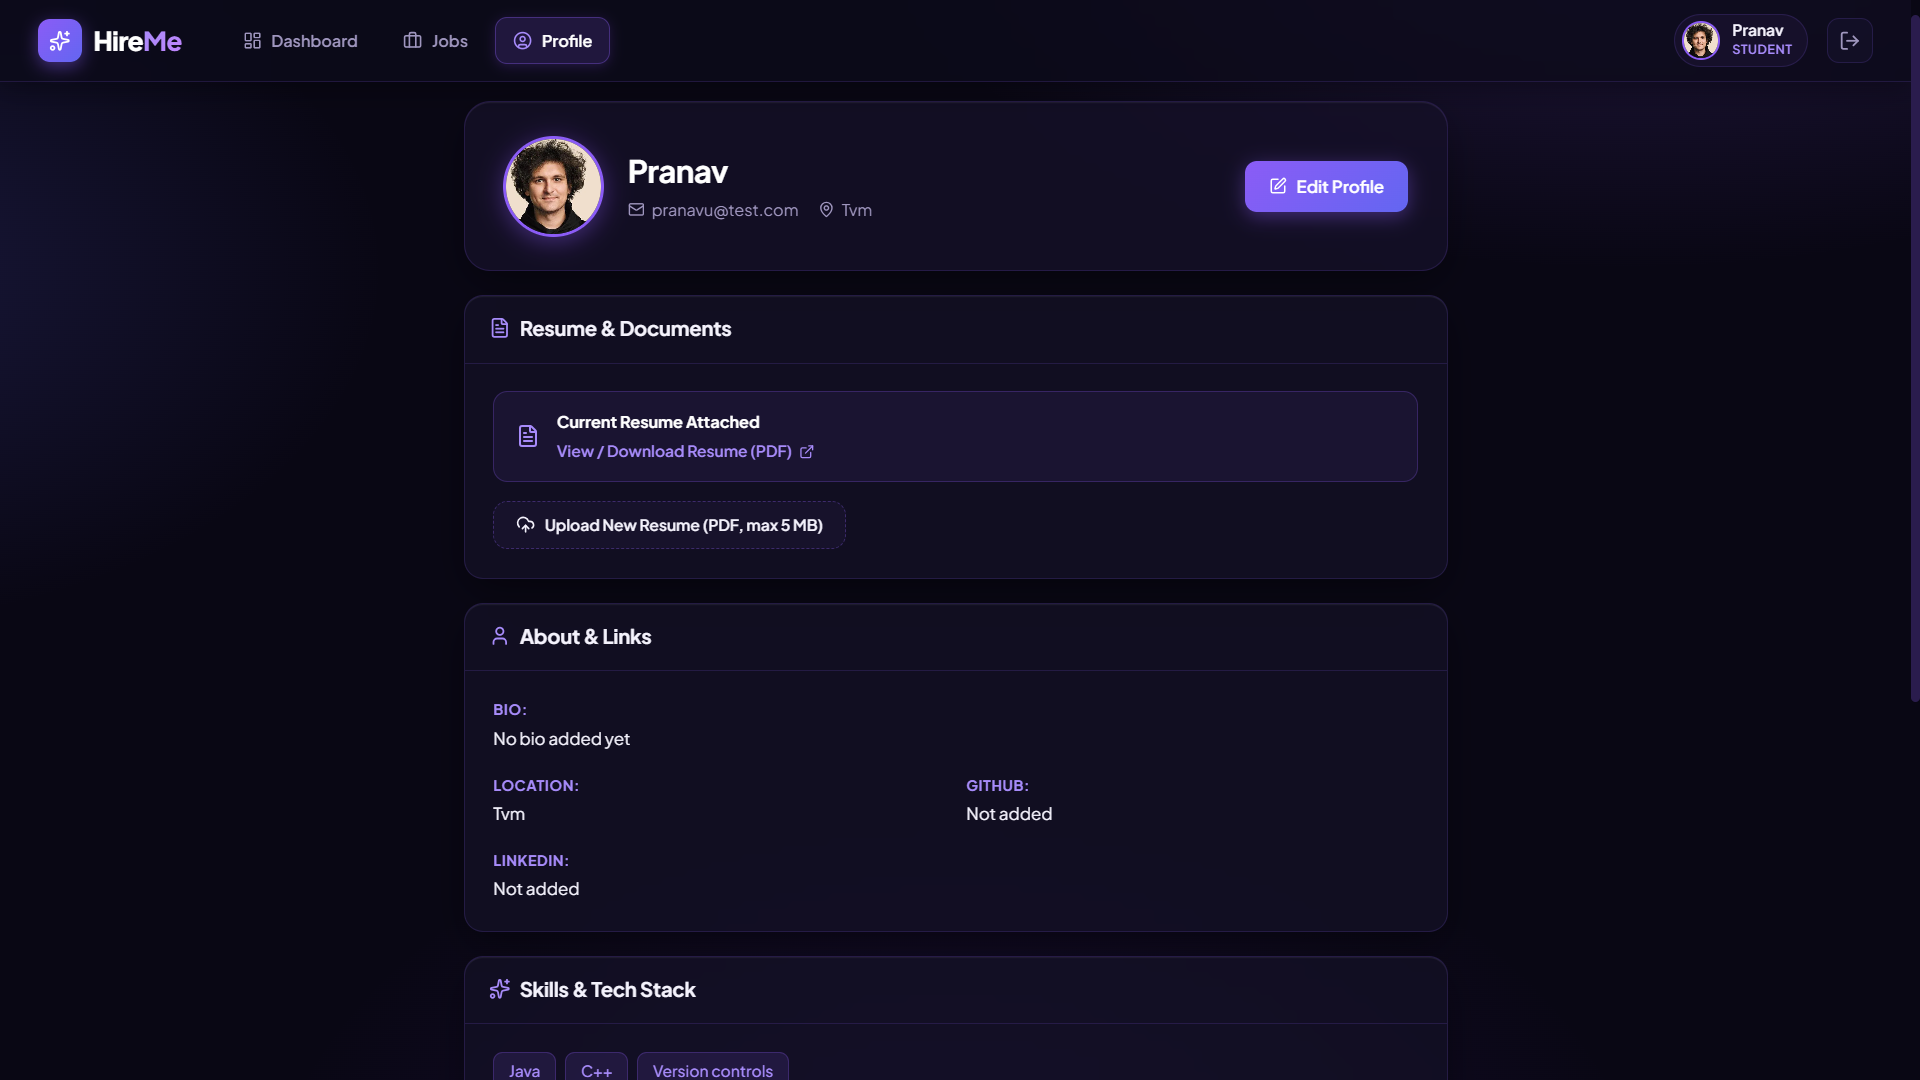 HireMe
Dashboard
Jobs
Profile
Pranav
STUDENT
Pranav
pranavu@test.com
Tvm
Edit Profile
Resume & Documents
Current Resume Attached
View / Download Resume (PDF)
Upload New Resume (PDF, max 5 MB)
About & Links
BIO:
No bio added yet
LOCATION:
Tvm
GITHUB:
Not added
LINKEDIN:
Not added
Skills & Tech Stack
Java
C++
Version controls